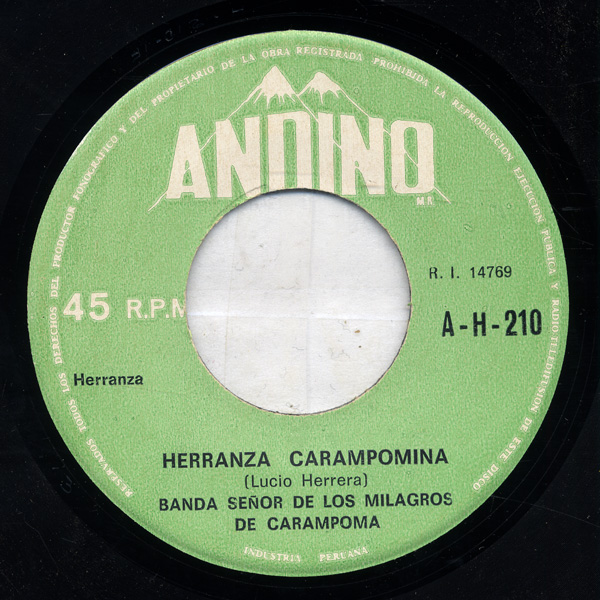 RESERVADOS TODOS LOS DERECHOS DEL PRODUCTOR FONOGRAFICO Y DEL PROPIETARIO DE LA OBRA REGISTRADA PROHIBIDA LA REPRODUCCION EJECUCION PUBLICA Y RADIO-TELEDIFUSION DE ESTE DISCO
ANDINO
MR
R. I. 14769
45 R.P.M
A-H-210
Herranza
HERRANZA CARAMPOMINA
(Lucio Herrera)
BANDA SEÑOR DE LOS MILAGROS
DE CARAMPOMA
INDUSTRIA PERUANA